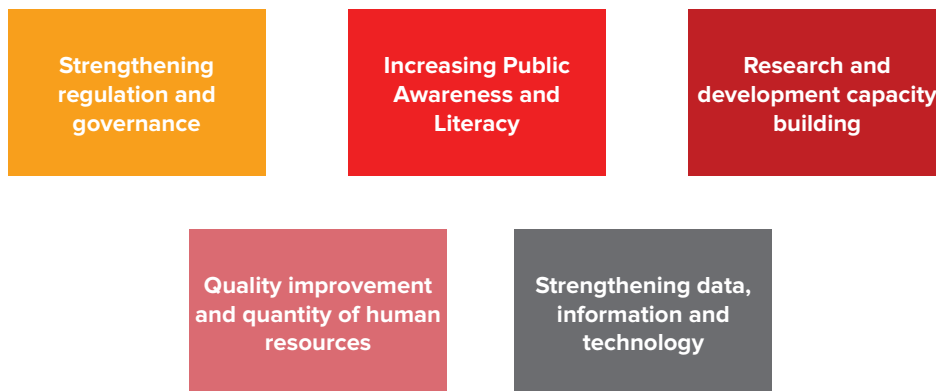 Strengthening
regulation and
governance
Increasing Public
Awareness and
Literacy
Research and
development capacity
building
Quality improvement
and quantity of human
resources
Strengthening data,
information and
technology